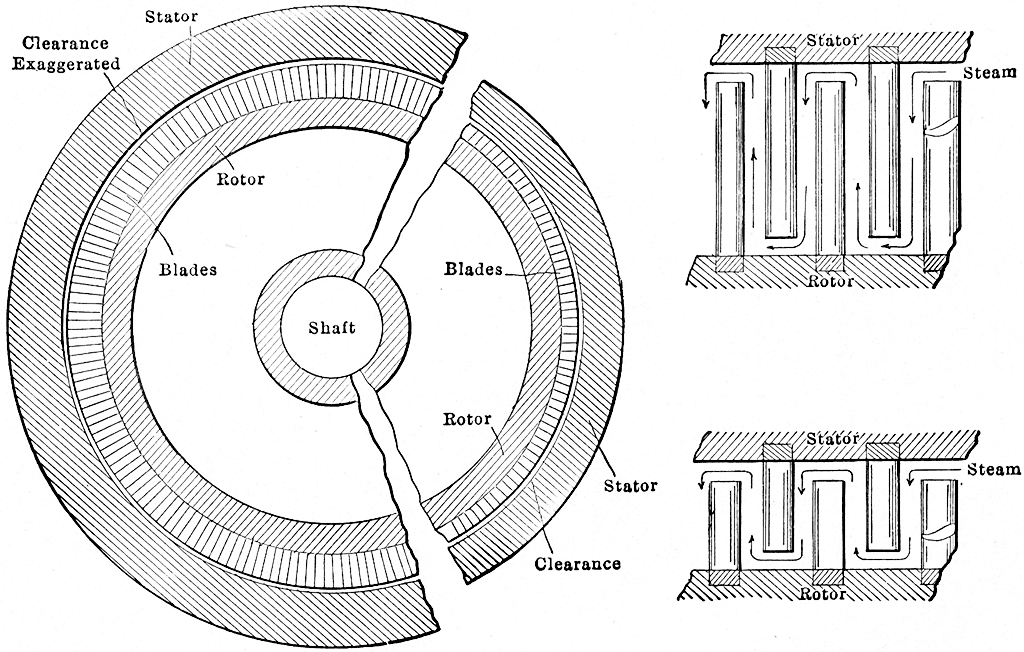 Stator
Clearance
Exaggerated
Rotor
Blades
Shaft
Blades
Rotor
Stator
Clearance
Stator
Steam
Rotor
Stator
Steam
Rotor